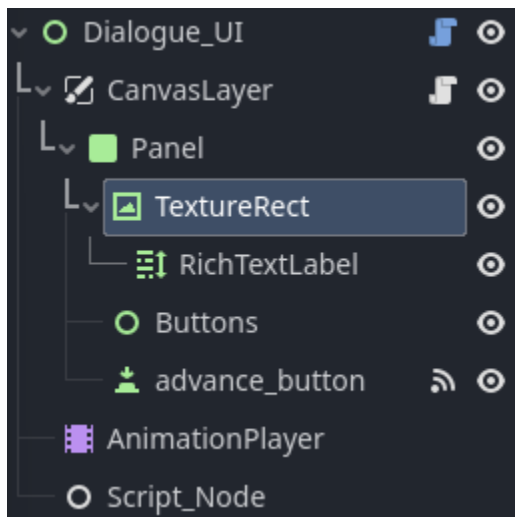 Dialogue_UI
CanvasLayer
Panel
TextureRect
RichTextLabel
Buttons
advance_button
AnimationPlayer
Script_Node